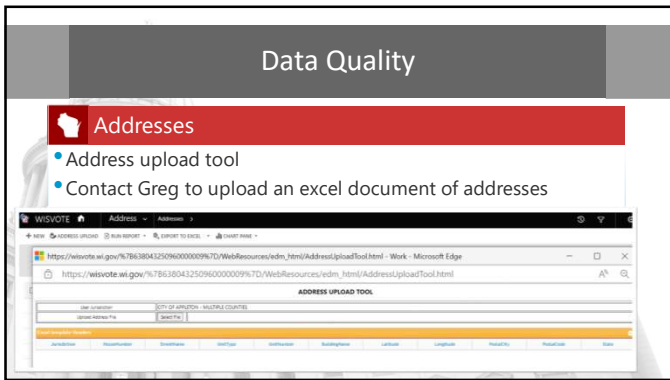 Data Quality
Addresses
Address upload tool
Contact Greg to upload an excel document of addresses
WISVOTE Address Addresses
+ NEW ADDRESS UPLOAD RUN REPORT EXPORT TO EXCEL CHART PANE
https://wisvote.wi.gov/%7B638043250960000009%7D/WebResources/edm_html/AddressUploadTool.html - Work - Microsoft Edge
https://wisvote.wi.gov/%7B638043250960000009%7D/WebResources/edm_html/AddressUploadTool.html
ADDRESS UPLOAD TOOL
User Jurisdiction CITY OF APPLETON - MULTIPLE COUNTIES
Upload Address File Select File
Excel template Headers
Jurisdiction HouseNumber StreetName UnitType UnitNumber BuildingName Latitude Longitude PostalCity PostalCode State